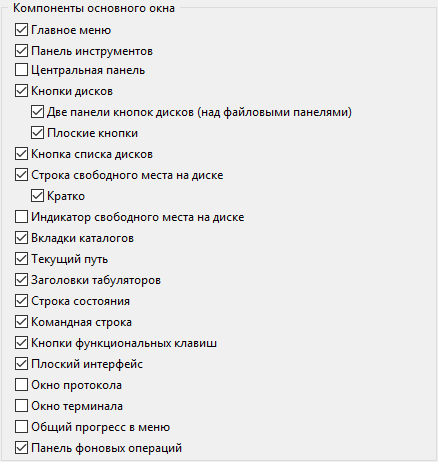 Компоненты основного окна
Главное меню
Панель инструментов
Центральная панель
Кнопки дисков
Две панели кнопок дисков (над файловыми панелями)
Плоские кнопки
Кнопка списка дисков
Строка свободного места на диске
Кратко
Индикатор свободного места на диске
Вкладки каталогов
Текущий путь
Заголовки табуляторов
Строка состояния
Командная строка
Кнопки функциональных клавиш
Плоский интерфейс
Окно протокола
Окно терминала
Общий прогресс в меню
Панель фоновых операций